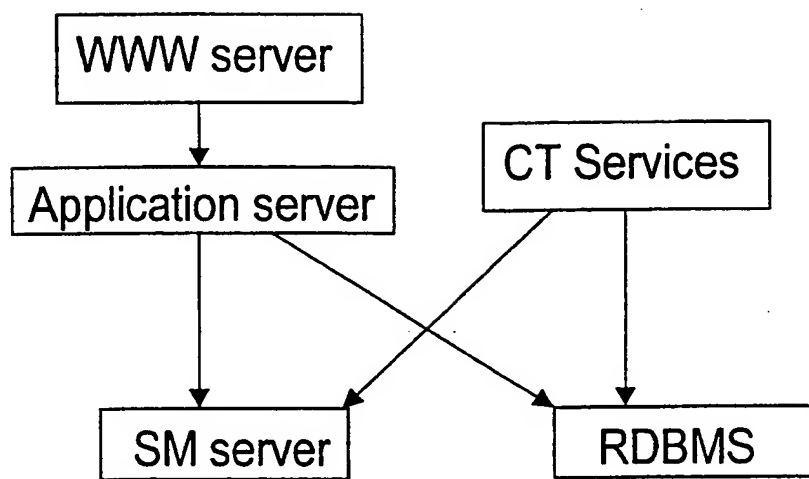 WWW server
CT Services
Application server
SM server
RDBMS